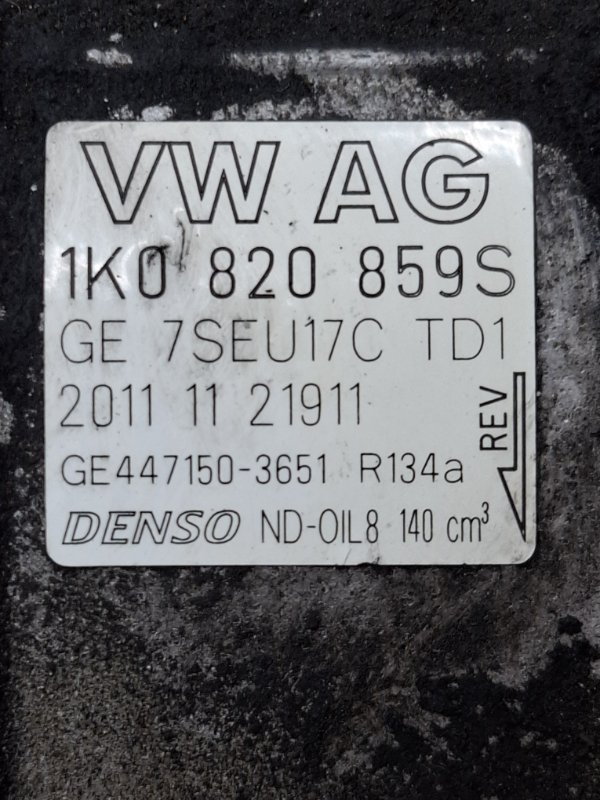 VW AG
1K0 820 859S
GE 7SEU17C TD1
2011 11 21911
REV
GE447150-3651 R134a
DENSO ND-OIL8 140 cm³